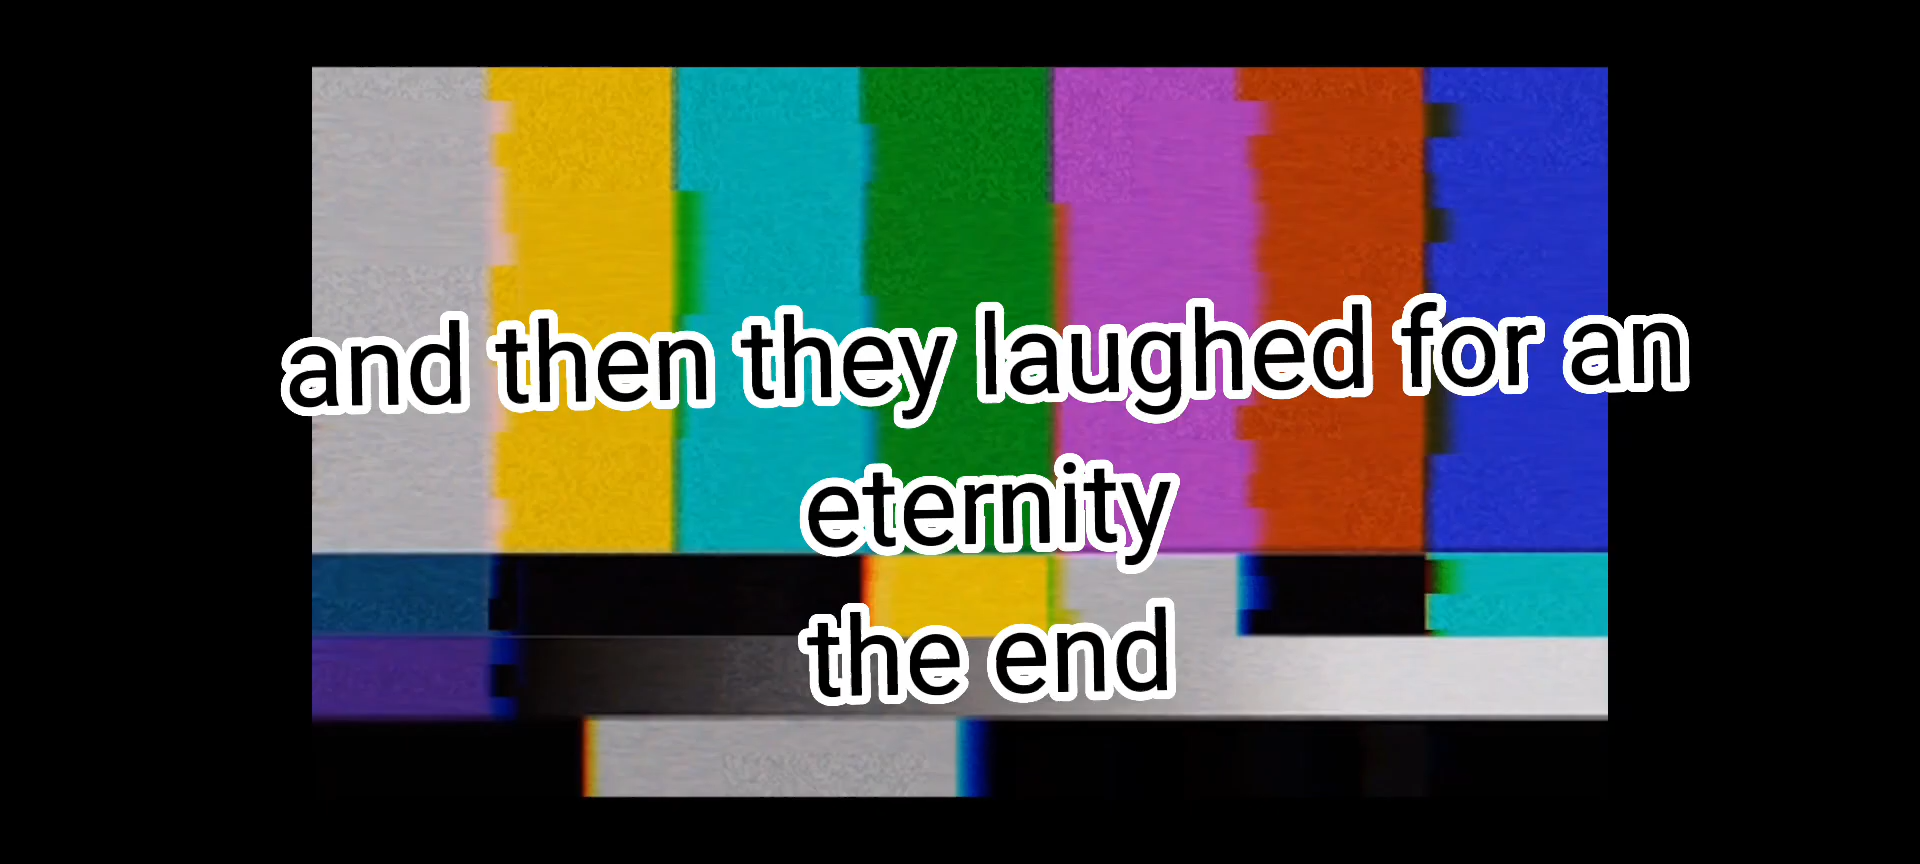 and then they laughed for an
eternity
the end